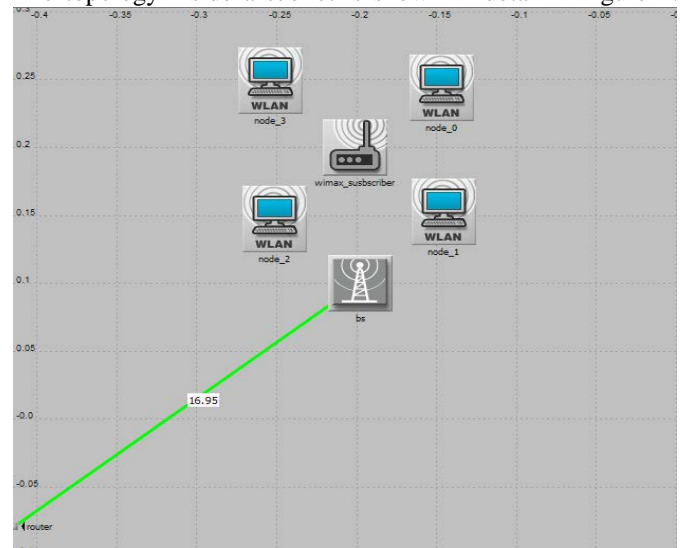 topology
-0.4 -0.35 -0.3 -0.25 -0.2 -0.15 -0.1 -0.05
0.25
WLAN
node_3
WLAN
node_0
0.2
wimax_susbscriber
0.15
WLAN
node_2
WLAN
node_1
0.1
bs
0.05
16.95
-0.0
-0.05
router